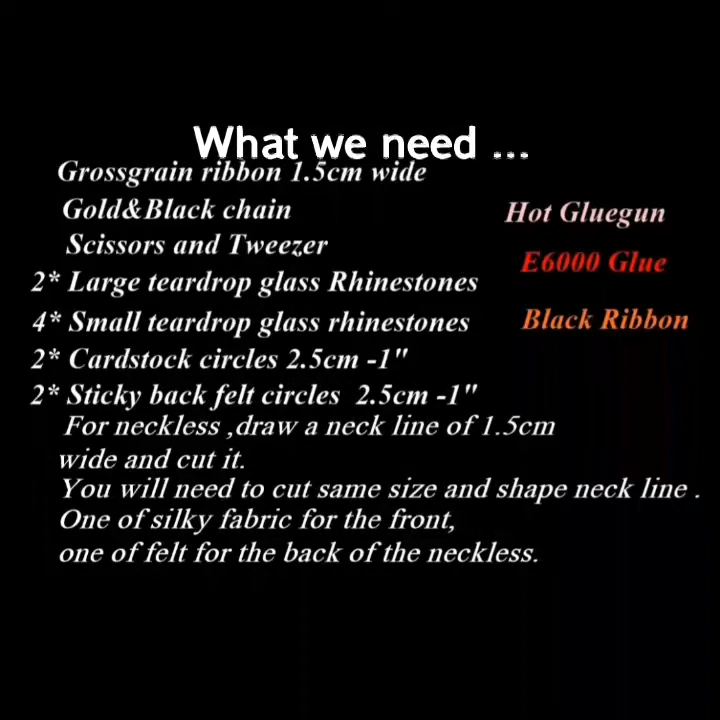 What we need ...
Grossgrain ribbon 1.5cm wide
Gold&Black chain
Hot Gluegun
Scissors and Tweezer
E6000 Glue
2* Large teardrop glass Rhinestones
4* Small teardrop glass rhinestones
Black Ribbon
2* Cardstock circles 2.5cm -1"
2* Sticky back felt circles 2.5cm -1"
For neckless ,draw a neck line of 1.5cm
wide and cut it.
You will need to cut same size and shape neck line .
One of silky fabric for the front,
one of felt for the back of the neckless.